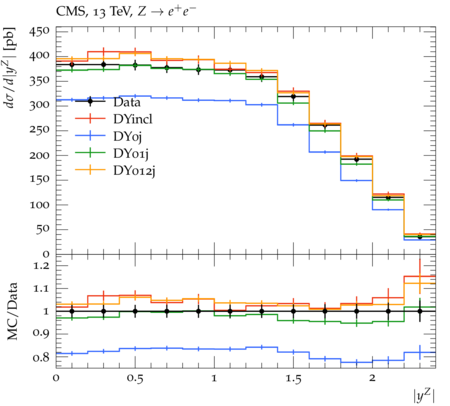 CMS, 13 TeV, Z → e⁺e⁻
dσ/d|y^Z| [pb]
450
400
350
300
250
200
150
100
50
0
Data
DYincl
DY0j
DY01j
DY012j
MC/Data
1.2
1.1
1
0.9
0.8
0 0.5 1 1.5 2
|y^Z|